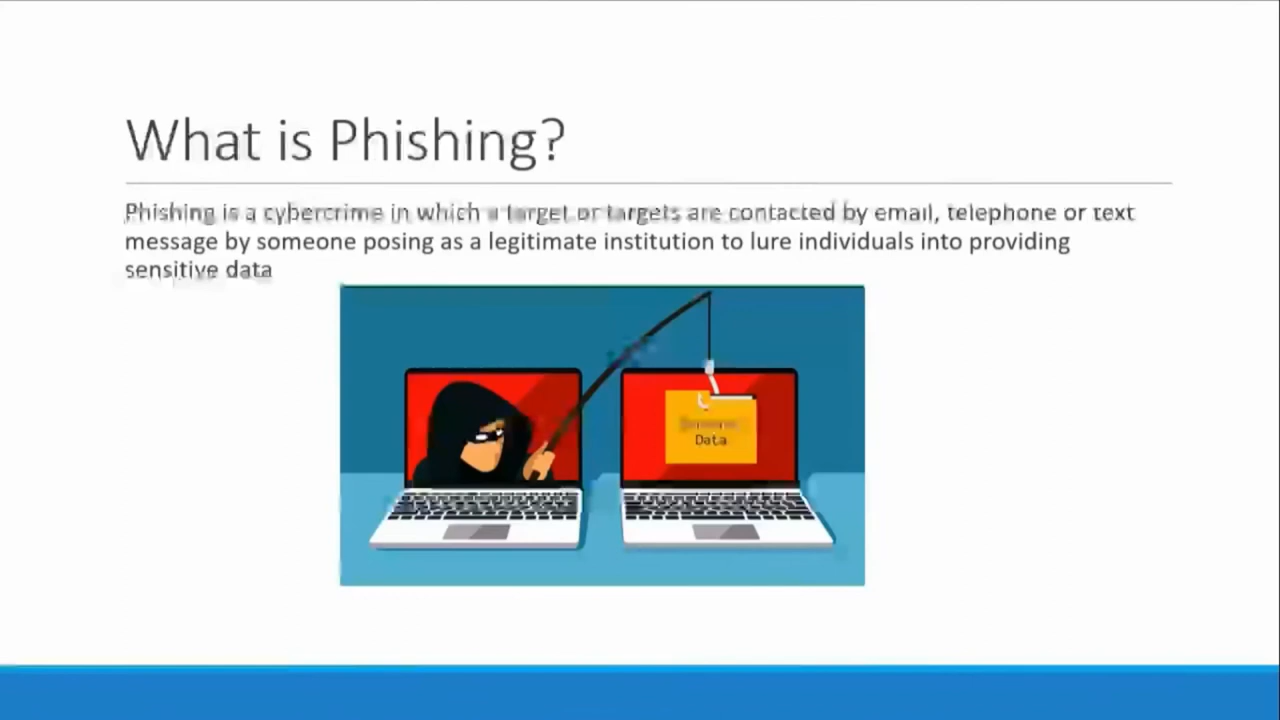 What is Phishing?
Phishing is a cybercrime in which a target or targets are contacted by email, telephone or text
message by someone posing as a legitimate institution to lure individuals into providing
sensitive data
Data